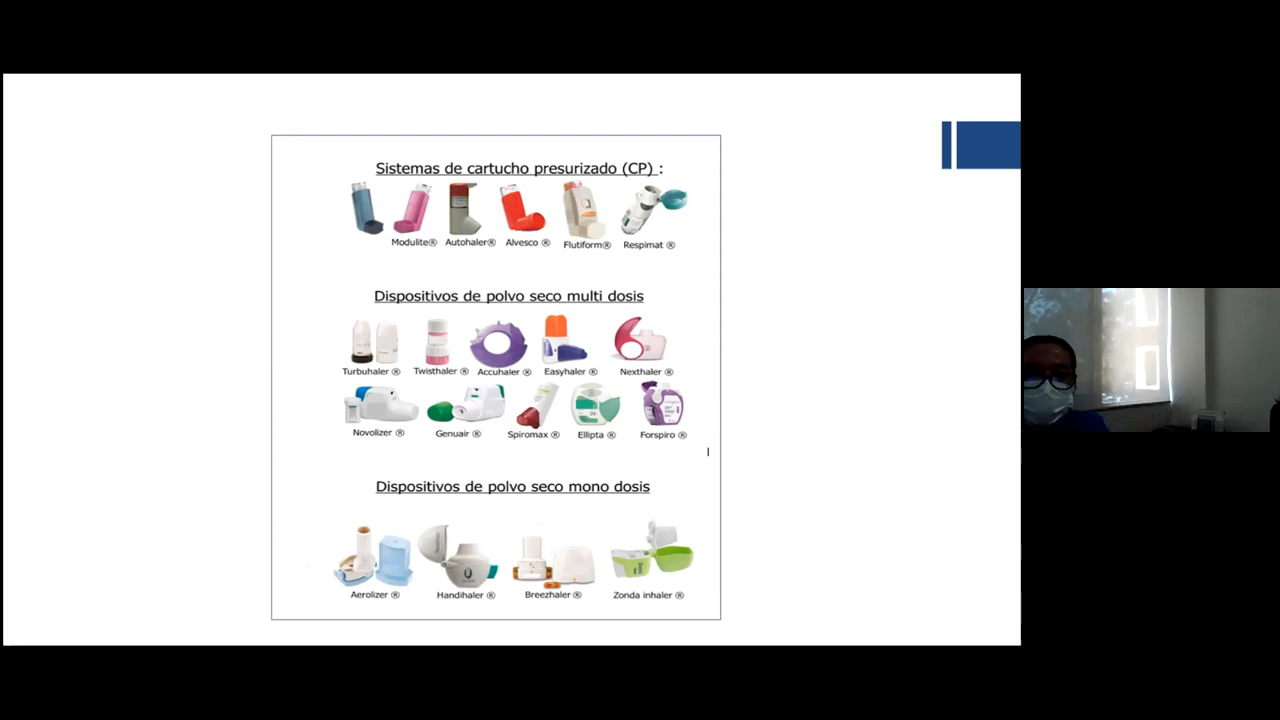 Sistemas de cartucho presurizado (CP) :
Modulite® Autohaler® Alvesco ® Flutiform® Respimat ®
Dispositivos de polvo seco multi dosis
Turbuhaler ® Twisthaler ® Accuhaler ® Easyhaler ® Nexthaler ®
Novolizer ® Genuair ® Spiromax ® Ellipta ® Forspiro ®
Dispositivos de polvo seco mono dosis
Aerolizer ® Handihaler ® Breezhaler ® Zonda inhaler ®